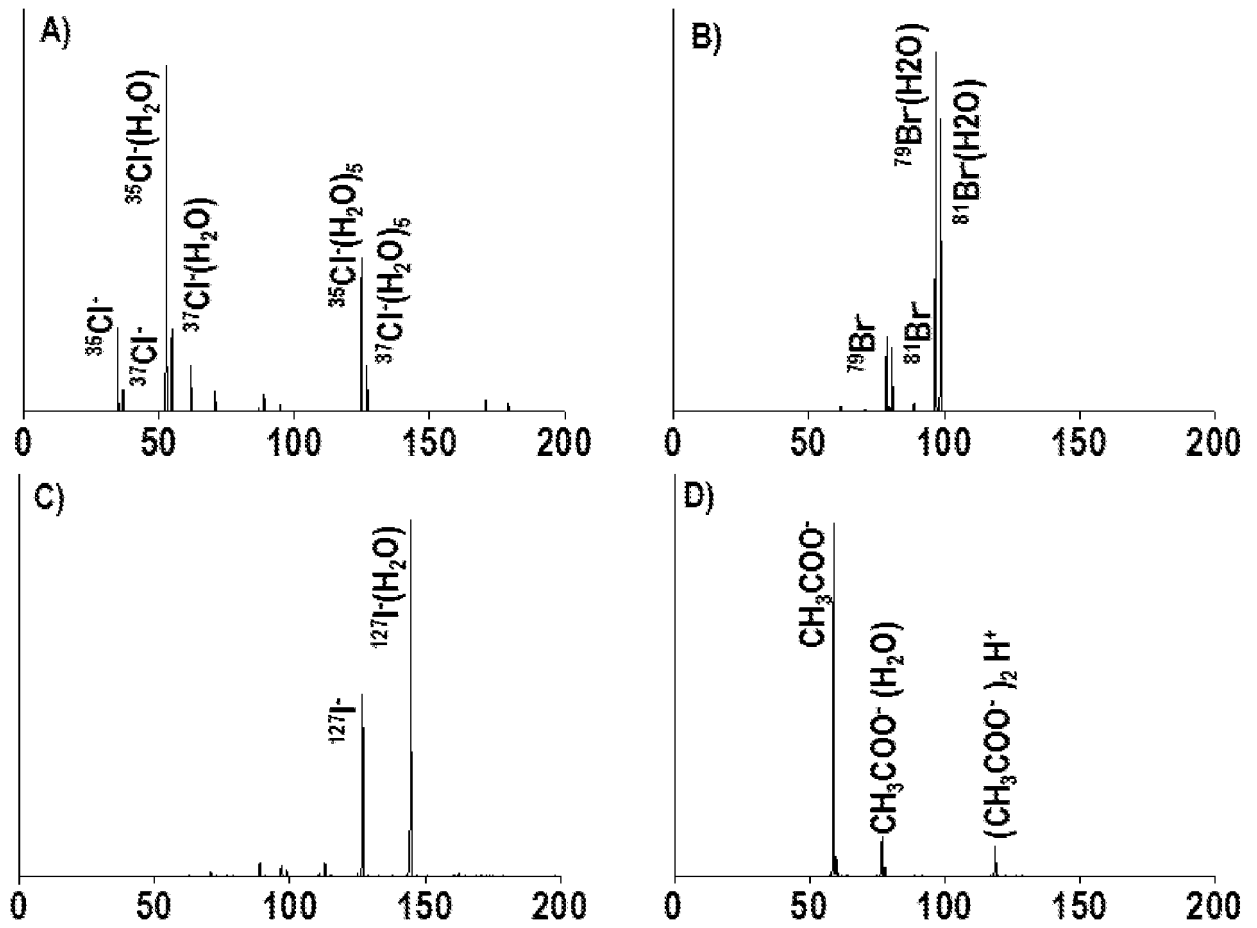 A)
³⁵Cl⁻
³⁷Cl⁻
³⁵Cl⁻(H₂O)
³⁷Cl⁻(H₂O)
³⁵Cl⁻(H₂O)₅
³⁷Cl⁻(H₂O)₅
0 50 100 150 200
B)
⁷⁹Br
⁸¹Br
⁷⁹Br(H2O)
⁸¹Br(H2O)
0 50 100 150 200
C)
¹²⁷I⁻
¹²⁷I⁻(H₂O)
0 50 100 150 200
D)
CH₃COO⁻
CH₃COO⁻ (H₂O)
(CH₃COO⁻ )₂ H⁺
0 50 100 150 200